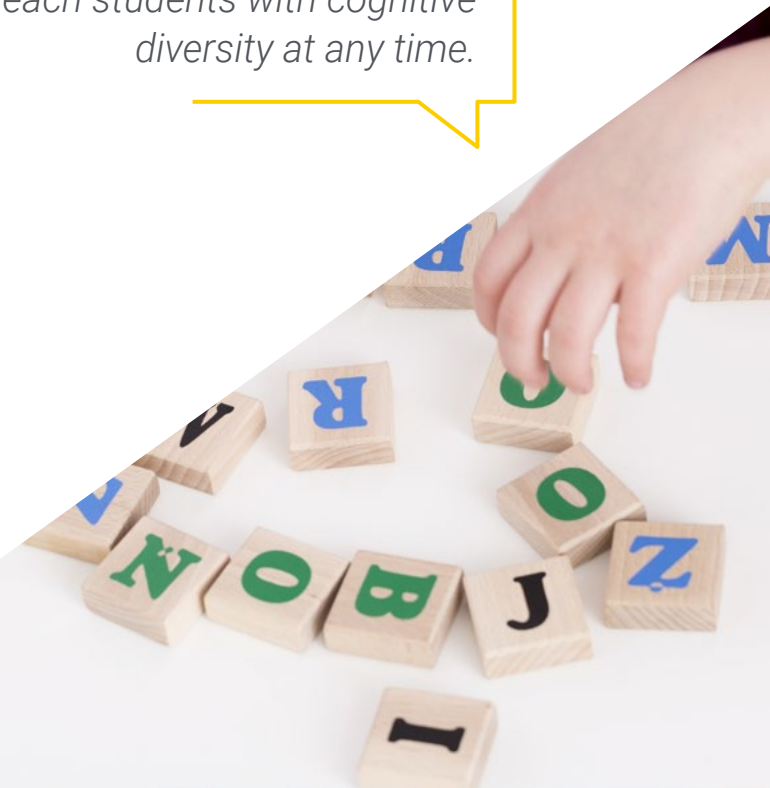 each students with cognitive
diversity at any time.
B
R O
O
O B J Ż
I